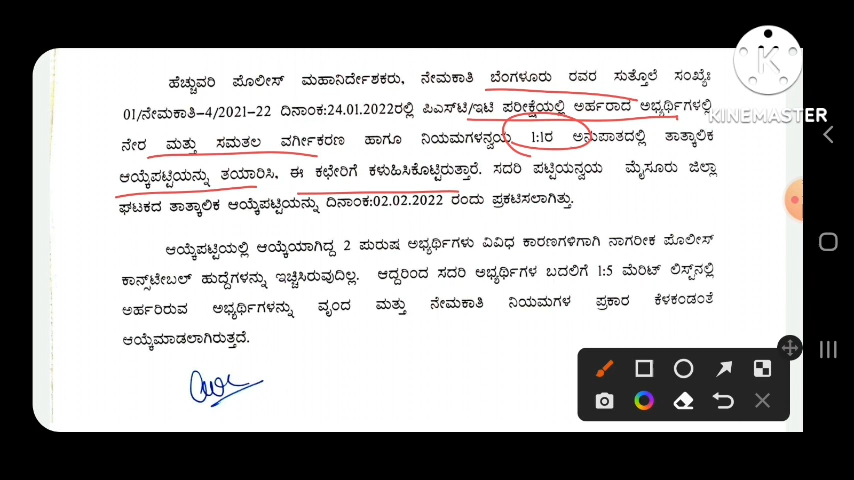 ಹೆಚ್ಚುವರಿ ಪೊಲೀಸ್ ಮಹಾನಿರ್ದೇಶಕರು, ನೇಮಕಾತಿ ಬೆಂಗಳೂರು ರವರ ಸುತ್ತೊಲೆ ಸಂಖ್ಯೆಃ
01/ನೇಮಕಾತಿ-4/2021-22 ದಿನಾಂಕ:24.01.2022ರಲ್ಲಿ ಪಿಎಸ್‌ಟಿ/ಇಟಿ ಪರೀಕ್ಷೆಯಲ್ಲಿ ಅರ್ಹರಾದ ಅಭ್ಯರ್ಥಿಗಳಲ್ಲಿ
KINEMASTER
ನೇರ ಮತ್ತು ಸಮತಲ ವರ್ಗೀಕರಣ ಹಾಗೂ ನಿಯಮಗಳನ್ವಯ 1:1ರ ಅನುಪಾತದಲ್ಲಿ ತಾತ್ಕಾಲಿಕ
ಆಯ್ಕೆಪಟ್ಟಿಯನ್ನು ತಯಾರಿಸಿ, ಈ ಕಛೇರಿಗೆ ಕಳುಹಿಸಿಕೊಟ್ಟಿರುತ್ತಾರೆ. ಸದರಿ ಪಟ್ಟಿಯನ್ವಯ ಮೈಸೂರು ಜಿಲ್ಲಾ
ಘಟಕದ ತಾತ್ಕಾಲಿಕ ಆಯ್ಕೆಪಟ್ಟಿಯನ್ನು ದಿನಾಂಕ:02.02.2022 ರಂದು ಪ್ರಕಟಿಸಲಾಗಿತ್ತು.
ಆಯ್ಕೆಪಟ್ಟಿಯಲ್ಲಿ ಆಯ್ಕೆಯಾಗಿದ್ದ 2 ಪುರುಷ ಅಭ್ಯರ್ಥಿಗಳು ವಿವಿಧ ಕಾರಣಗಳಿಗಾಗಿ ನಾಗರೀಕ ಪೊಲೀಸ್
ಕಾನ್ಸ್‌ಟೇಬಲ್ ಹುದ್ದೆಗಳನ್ನು ಇಚ್ಚಿಸಿರುವುದಿಲ್ಲ. ಆದ್ದರಿಂದ ಸದರಿ ಅಭ್ಯರ್ಥಿಗಳ ಬದಲಿಗೆ 1:5 ಮೆರಿಟ್ ಲಿಸ್ಟ್‌ನಲ್ಲಿ
ಅರ್ಹರಿರುವ ಅಭ್ಯರ್ಥಿಗಳನ್ನು ವೃಂದ ಮತ್ತು ನೇಮಕಾತಿ ನಿಯಮಗಳ ಪ್ರಕಾರ ಕೆಳಕಂಡಂತೆ
ಆಯ್ಕೆಮಾಡಲಾಗಿರುತ್ತದೆ.